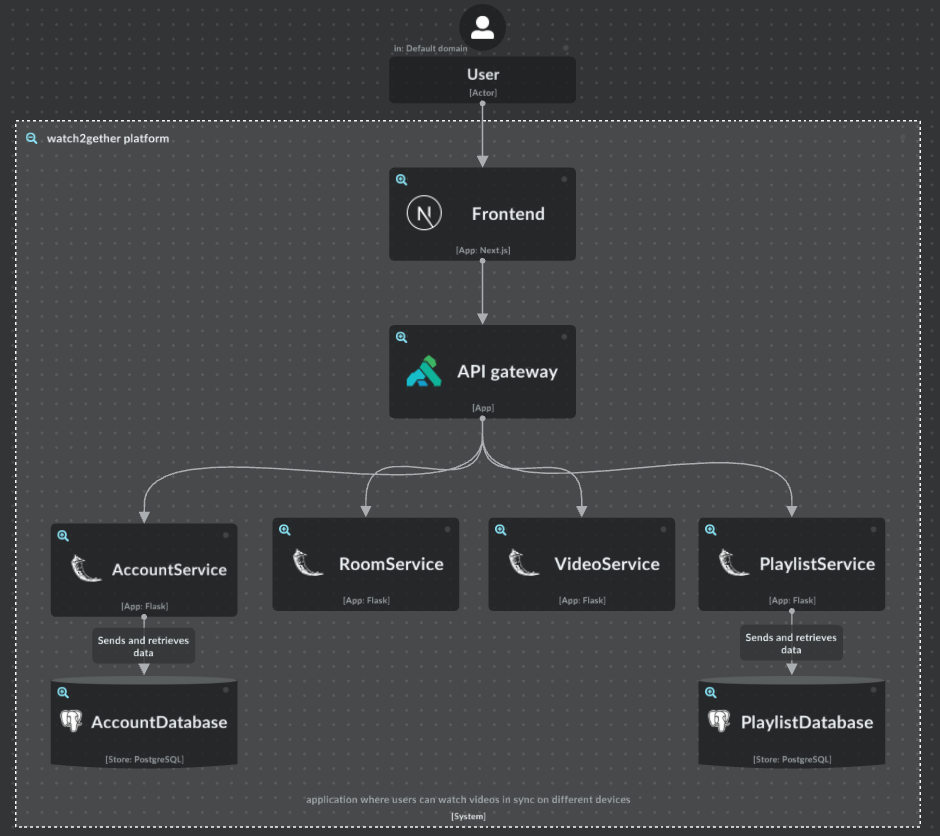 in: Default domain
User
[Actor]
watch2gether platform
Frontend
[App: Next.js]
API gateway
[App]
AccountService
[App: Flask]
RoomService
[App: Flask]
VideoService
[App: Flask]
PlaylistService
[App: Flask]
Sends and retrieves
data
Sends and retrieves
data
AccountDatabase
[Store: PostgreSQL]
PlaylistDatabase
[Store: PostgreSQL]
application where users can watch videos in sync on different devices
[System]